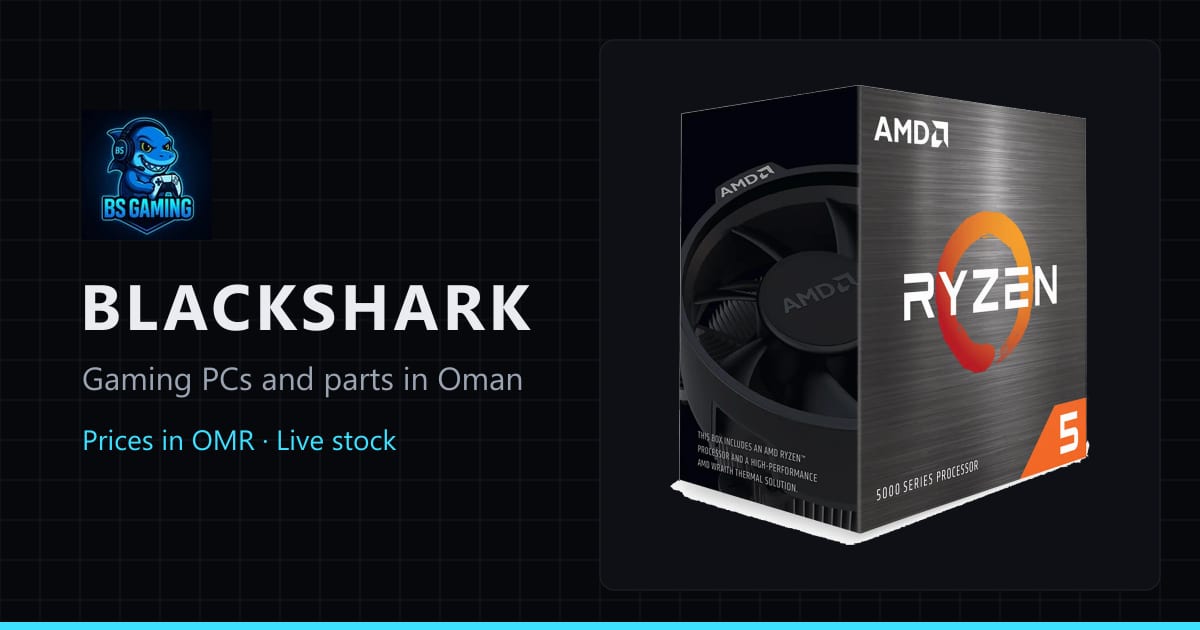 BS
BS GAMING
BLACKSHARK
Gaming PCs and parts in Oman
Prices in OMR · Live stock
AMD
AMD
AMD
RYZEN
5
THIS BOX INCLUDES AN AMD RYZEN™
PROCESSOR AND A HIGH-PERFORMANCE
AMD WRAITH THERMAL SOLUTION.
5000 SERIES PROCESSOR